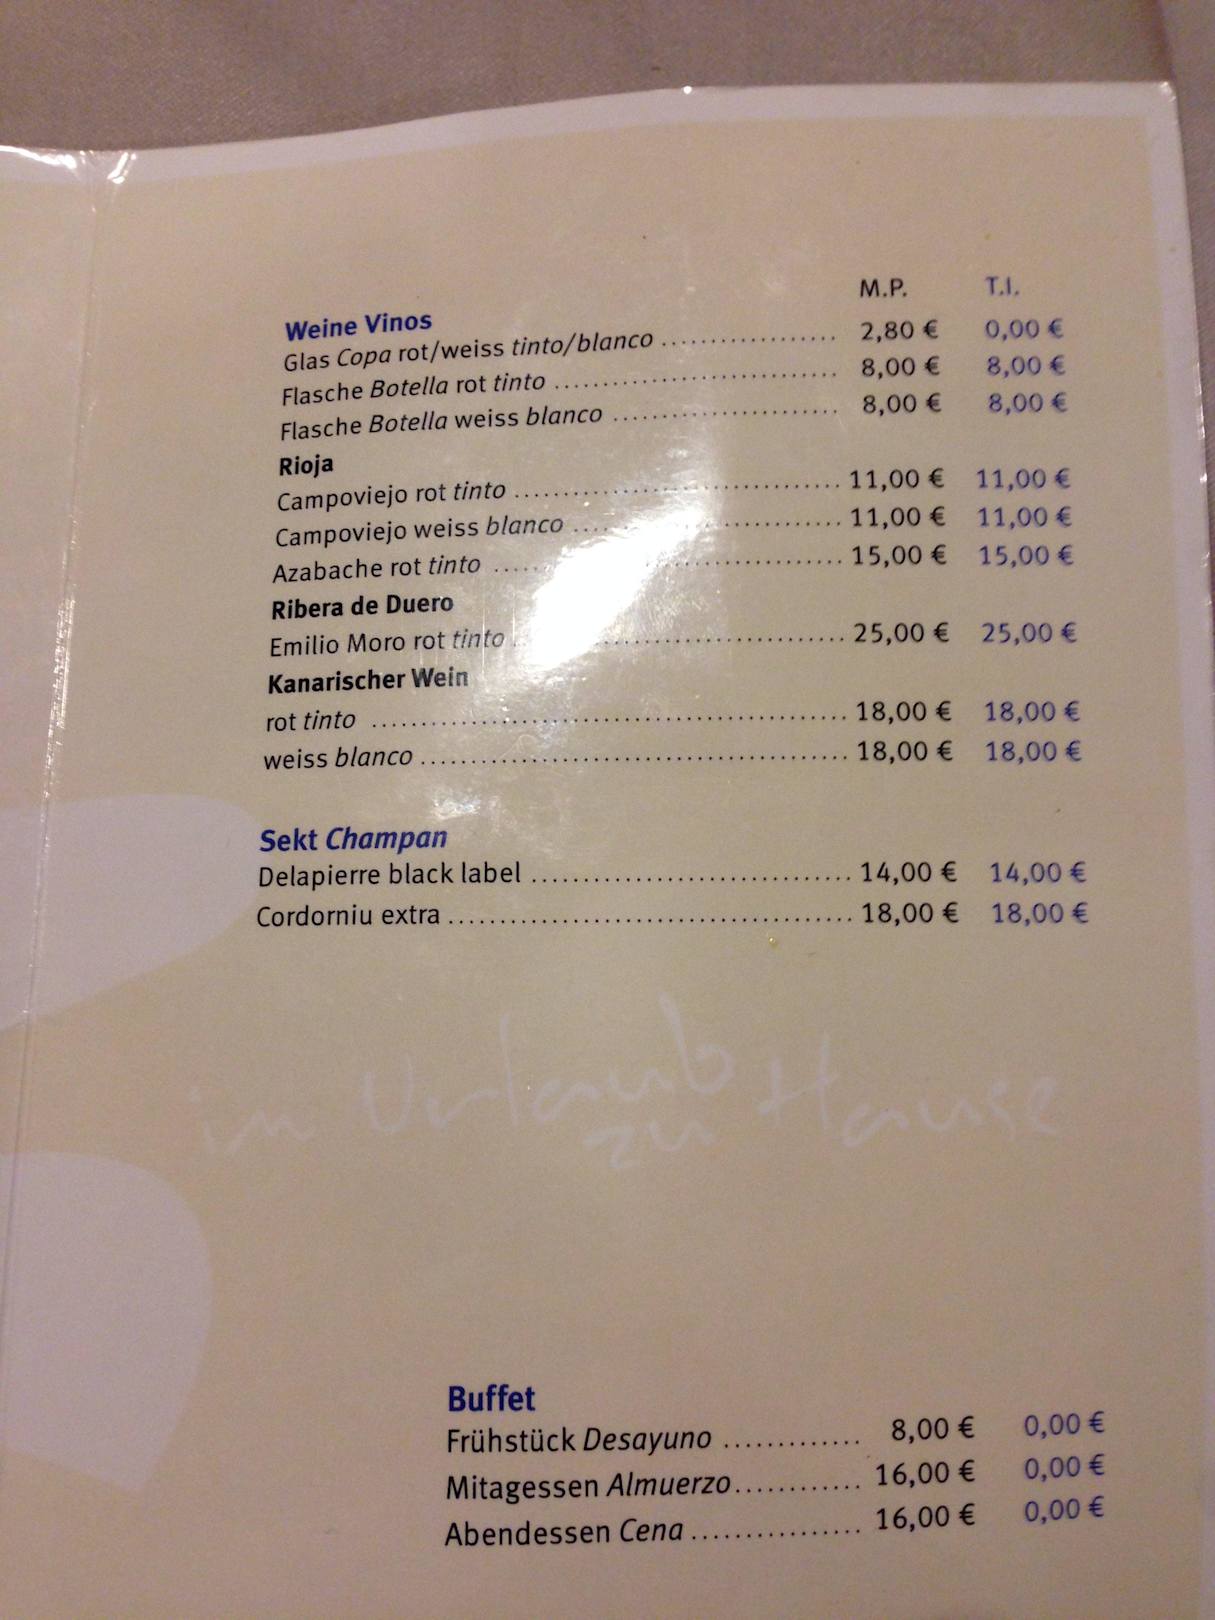 M.P. T.I.
Weine Vinos
Glas Copa rot/weiss tinto/blanco ................. 2,80 € 0,00 €
Flasche Botella rot tinto ............................ 8,00 € 8,00 €
Flasche Botella weiss blanco ...................... 8,00 € 8,00 €
Rioja
Campoviejo rot tinto ................................ 11,00 € 11,00 €
Campoviejo weiss blanco .......................... 11,00 € 11,00 €
Azabache rot tinto ................................... 15,00 € 15,00 €
Ribera de Duero
Emilio Moro rot tinto ................................ 25,00 € 25,00 €
Kanarischer Wein
rot tinto ................................................ 18,00 € 18,00 €
weiss blanco .......................................... 18,00 € 18,00 €
Sekt Champan
Delapierre black label ............................... 14,00 € 14,00 €
Cordorniu extra ....................................... 18,00 € 18,00 €
im Urlaub zu Hause
Buffet
Frühstück Desayuno ............. 8,00 € 0,00 €
Mitagessen Almuerzo............ 16,00 € 0,00 €
Abendessen Cena ................ 16,00 € 0,00 €